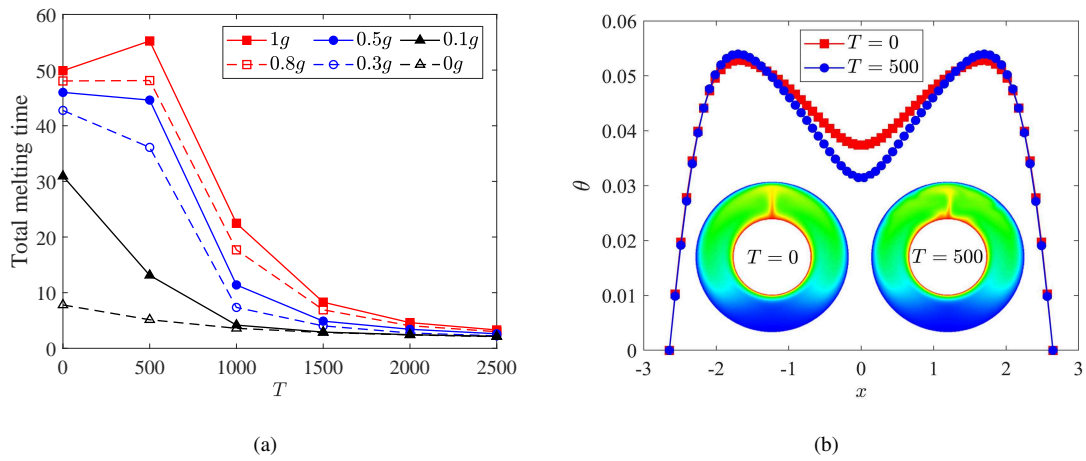 60
50
40
30
20
10
0
Total melting time
1g 0.5g 0.1g
0.8g 0.3g 0g
0 500 1000 1500 2000 2500
T
(a)
0.06
0.05
0.04
0.03
0.02
0.01
0
θ
T = 0
T = 500
T = 0 T = 500
-3 -2 -1 0 1 2 3
x
(b)